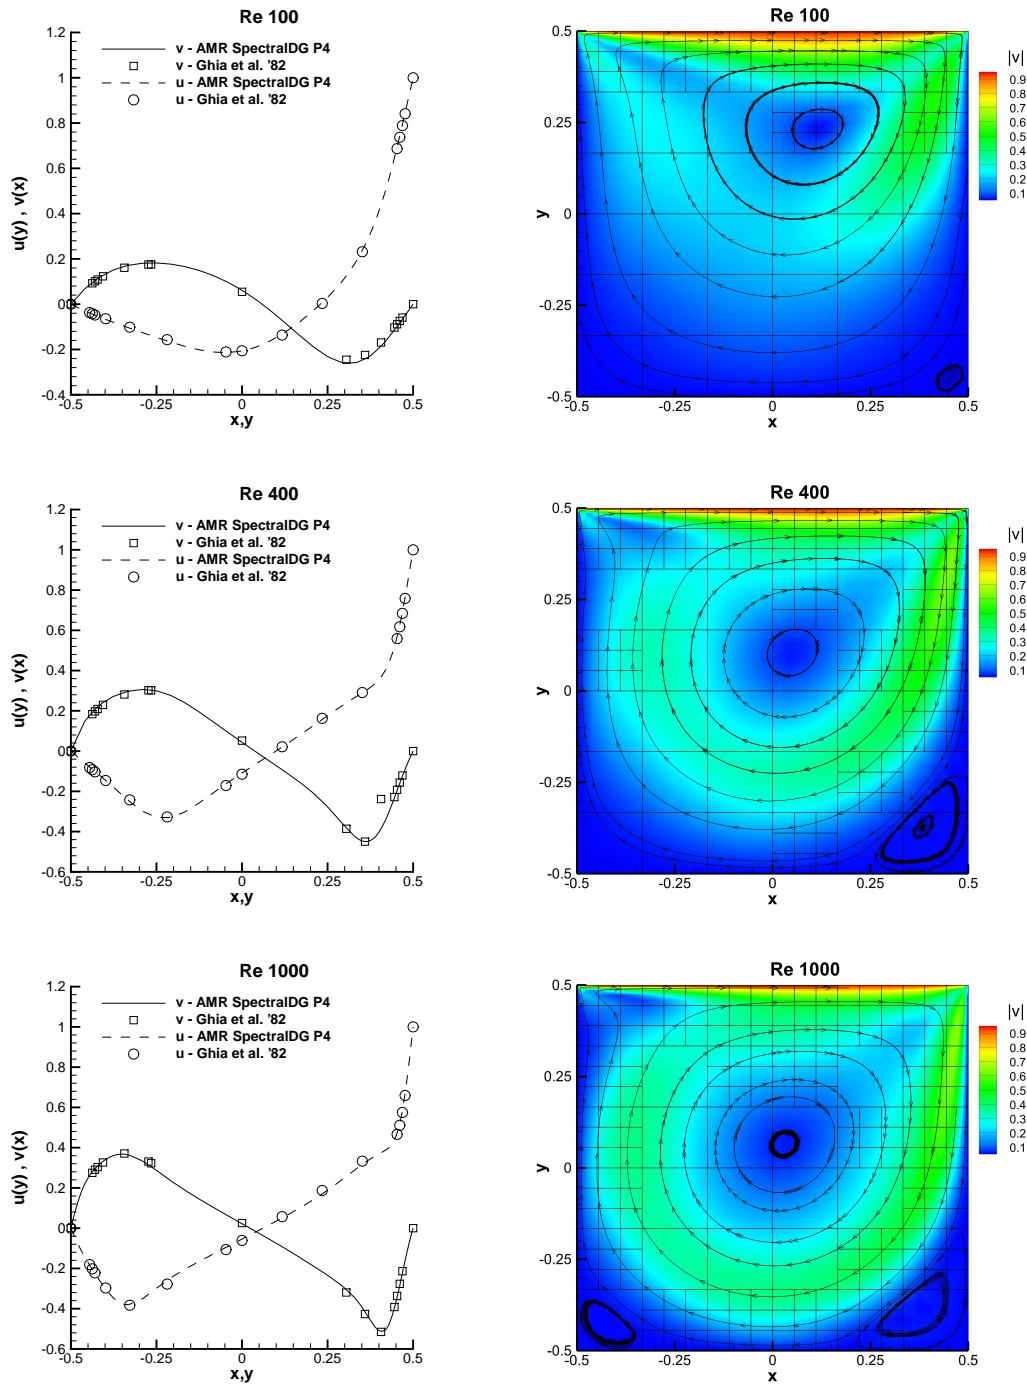 Re 100
1.2
1
0.8
0.6
0.4
0.2
0
-0.2
-0.4
u(y) , v(x)
v - AMR SpectralDG P4
v - Ghia et al. '82
u - AMR SpectralDG P4
u - Ghia et al. '82
-0.5 -0.25 0 0.25 0.5
x,y
Re 100
0.5
0.25
0
-0.25
-0.5
y
-0.5 -0.25 0 0.25 0.5
x
|v|
0.9
0.8
0.7
0.6
0.5
0.4
0.3
0.2
0.1
Re 400
1.2
1
0.8
0.6
0.4
0.2
0
-0.2
-0.4
-0.6
u(y) , v(x)
v - AMR SpectralDG P4
v - Ghia et al. '82
u - AMR SpectralDG P4
u - Ghia et al. '82
-0.5 -0.25 0 0.25 0.5
x,y
Re 400
0.5
0.25
0
-0.25
-0.5
y
-0.5 -0.25 0 0.25 0.5
x
|v|
0.9
0.8
0.7
0.6
0.5
0.4
0.3
0.2
0.1
Re 1000
1.2
1
0.8
0.6
0.4
0.2
0
-0.2
-0.4
-0.6
u(y) , v(x)
v - AMR SpectralDG P4
v - Ghia et al. '82
u - AMR SpectralDG P4
u - Ghia et al. '82
-0.5 -0.25 0 0.25 0.5
x,y
Re 1000
0.5
0.25
0
-0.25
-0.5
y
-0.5 -0.25 0 0.25 0.5
x
|v|
0.9
0.8
0.7
0.6
0.5
0.4
0.3
0.2
0.1